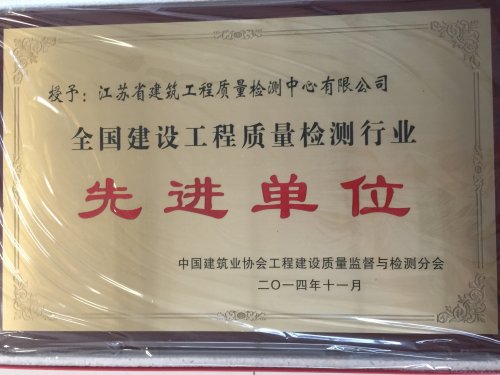 授予：江苏省建筑工程质量检测中心有限公司
全国建设工程质量检测行业
先进单位
中国建筑业协会工程建设质量监督与检测分会
二〇一四年十一月